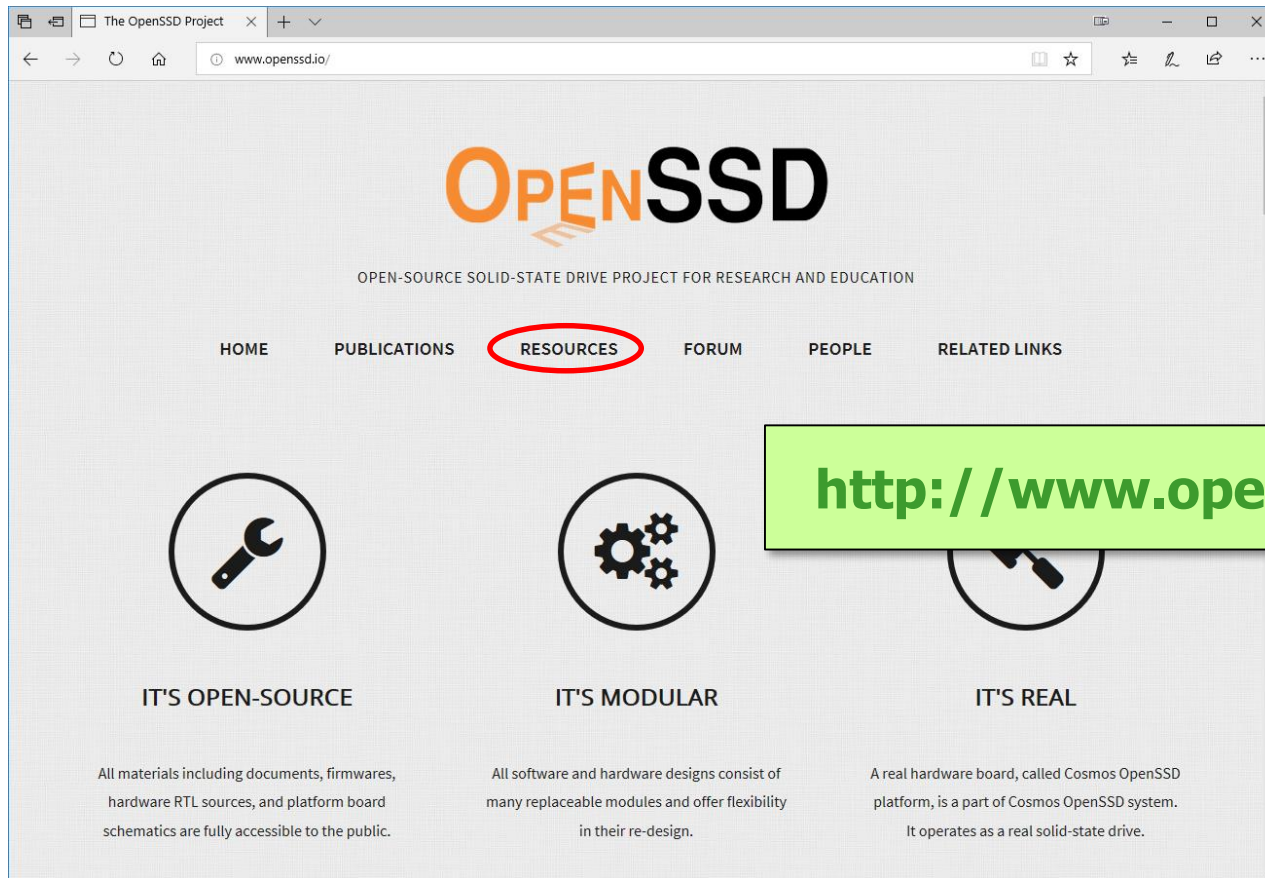 The OpenSSD Project
www.openssd.io/
OPENSSD
OPEN-SOURCE SOLID-STATE DRIVE PROJECT FOR RESEARCH AND EDUCATION
HOME PUBLICATIONS RESOURCES FORUM PEOPLE RELATED LINKS
http://www.ope
IT'S OPEN-SOURCE
All materials including documents, firmwares,
hardware RTL sources, and platform board
schematics are fully accessible to the public.
IT'S MODULAR
All software and hardware designs consist of
many replaceable modules and offer flexibility
in their re-design.
IT'S REAL
A real hardware board, called Cosmos OpenSSD
platform, is a part of Cosmos OpenSSD system.
It operates as a real solid-state drive.